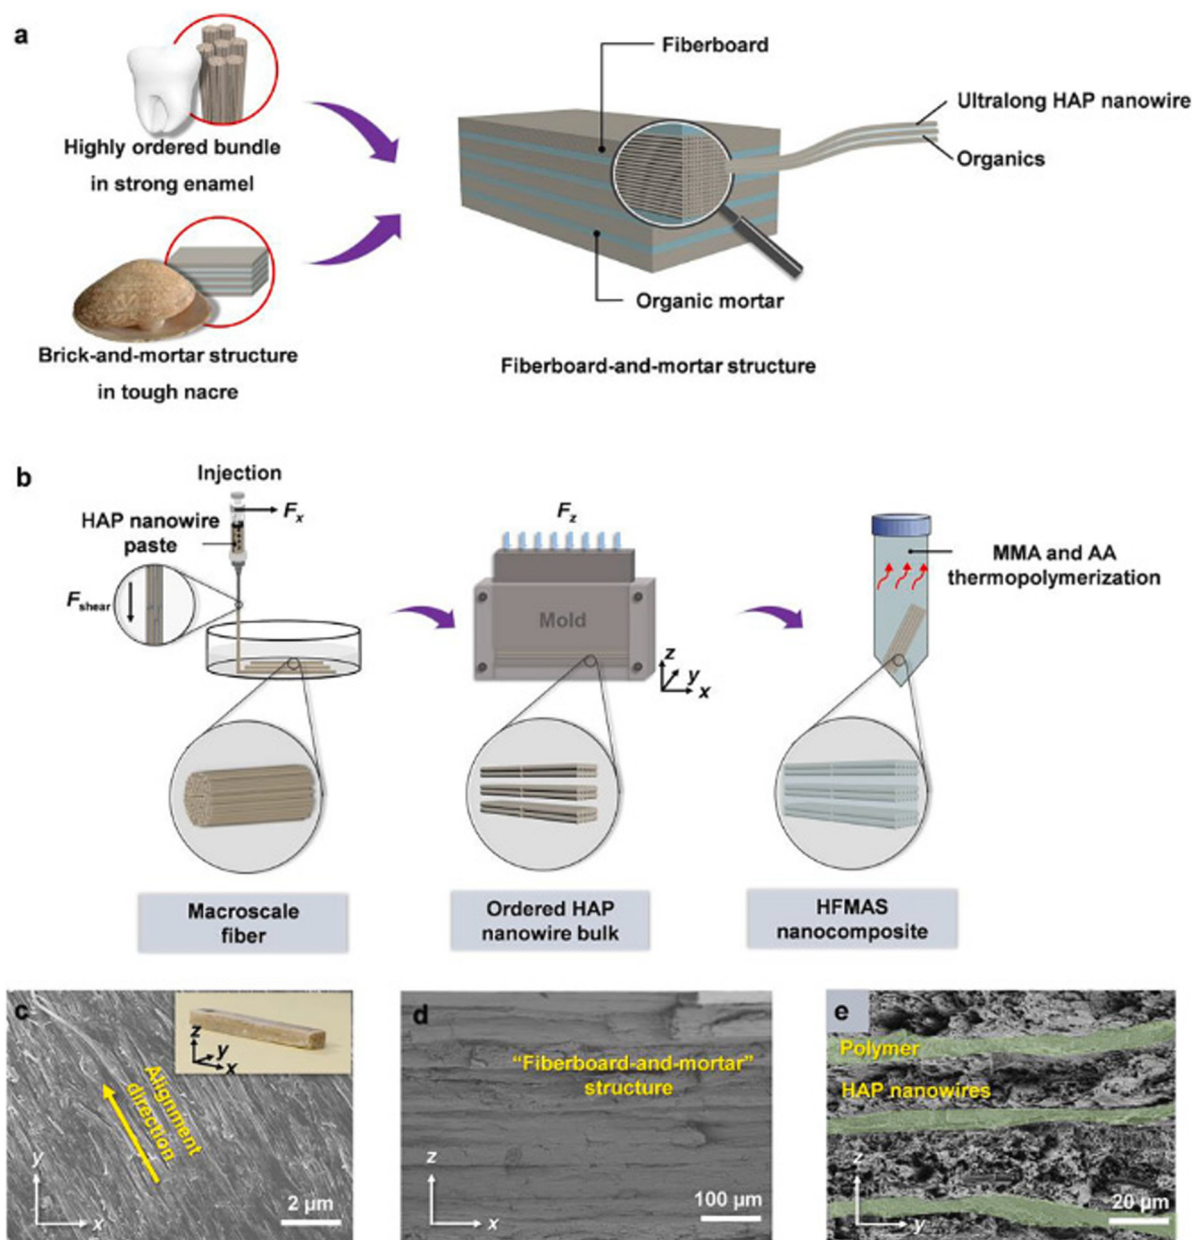 a
Highly ordered bundle
in strong enamel
Brick-and-mortar structure
in tough nacre
Fiberboard
Ultralong HAP nanowire
Organics
Organic mortar
Fiberboard-and-mortar structure
b
Injection
Fx
HAP nanowire
paste
Fshear
Fz
Mold
z
y
x
MMA and AA
thermopolymerization
Macroscale
fiber
Ordered HAP
nanowire bulk
HFMAS
nanocomposite
c
z
y
x
Alignment
direction
y
x
2 μm
d
"Fiberboard-and-mortar"
structure
z
x
100 μm
e
Polymer
HAP nanowires
z
y
20 μm